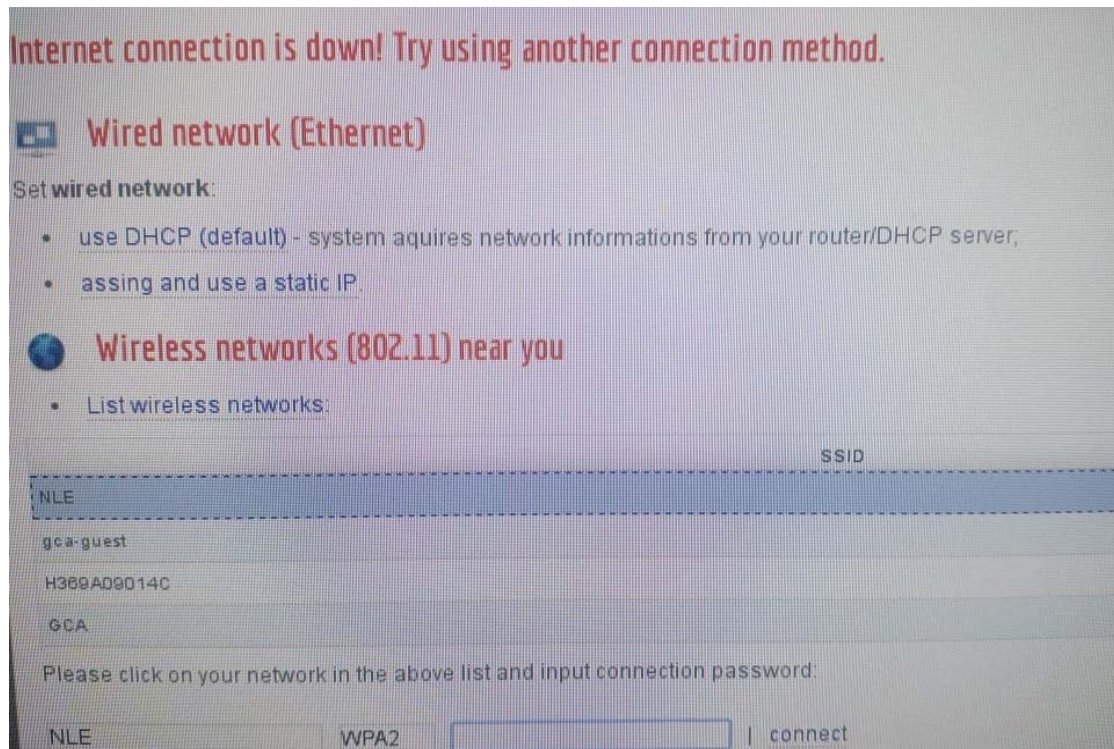 Internet connection is down! Try using another connection method.
Wired network (Ethernet)
Set wired network:
• use DHCP (default) - system aquires network informations from your router/DHCP server;
• assing and use a static IP.
Wireless networks (802.11) near you
• List wireless networks:
SSID
NLE
gca-guest
H369A09014C
GCA
Please click on your network in the above list and input connection password:
NLE WPA2 | connect